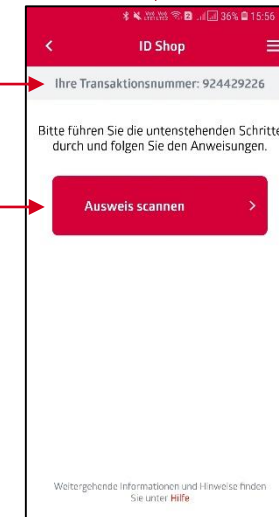 36% 15:56
ID Shop
Ihre Transaktionsnummer: 924429226
Bitte führen Sie die untenstehenden Schritte
durch und folgen Sie den Anweisungen.
Ausweis scannen
Weitergehende Informationen und Hinweise finden
Sie unter Hilfe